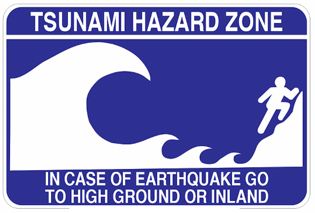 TSUNAMI HAZARD ZONE
IN CASE OF EARTHQUAKE GO
TO HIGH GROUND OR INLAND